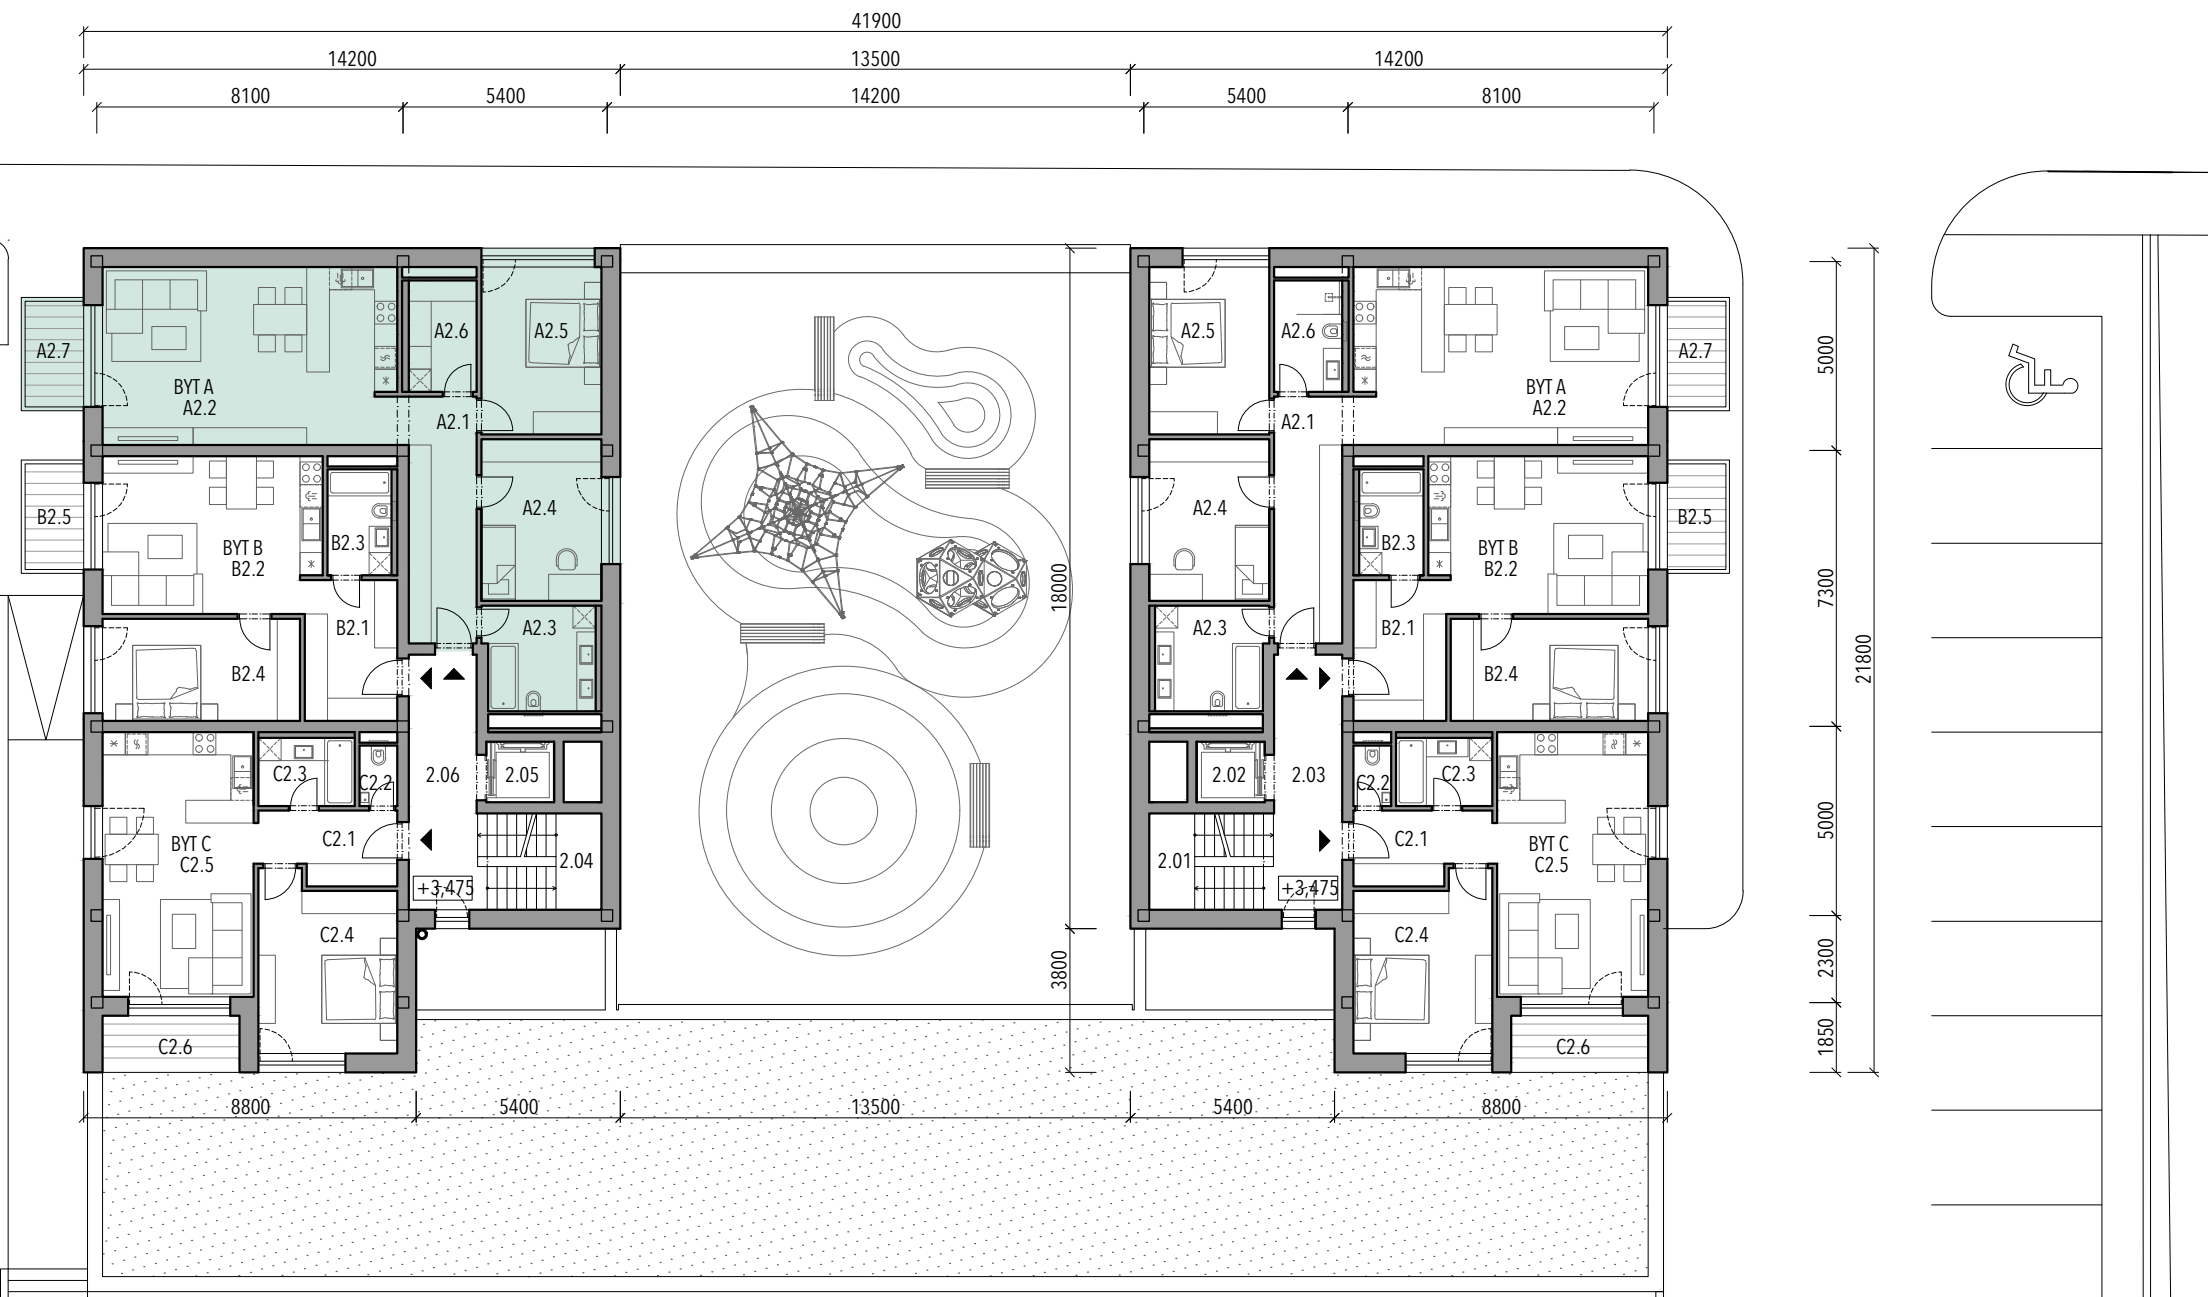 41900
14200 13500 14200
8100 5400 14200 5400 8100
A2.7
BYT A
A2.2
A2.6
A2.5
A2.1
A2.4
A2.3
B2.5
BYT B
B2.2
B2.3
B2.1
B2.4
C2.3
C2.2
2.06
2.05
BYT C
C2.5
C2.1
2.04
+3,475
C2.4
C2.6
18000
3800
A2.5
A2.6
A2.7
BYT A
A2.2
A2.1
A2.4
A2.3
B2.3
BYT B
B2.2
B2.5
B2.1
B2.4
2.02
2.03
C2.2
C2.3
2.01
C2.1
BYT C
C2.5
+3,475
C2.4
C2.6
5000
7300
5000
2300
1850
21800
8800 5400 13500 5400 8800